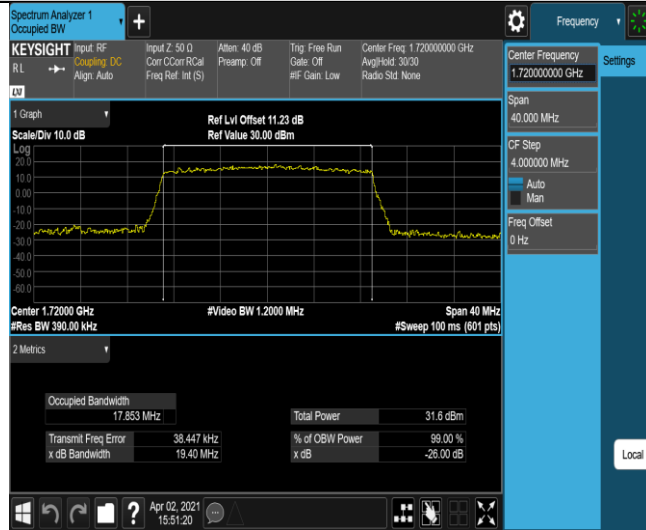 Spectrum Analyzer 1
Occupied BW
Frequency
KEYSIGHT
R L
LXI
Input: RF
Coupling: DC
Align: Auto
Input Z: 50 Ω
Corr CCorr RCal
Freq Ref: Int (S)
Atten: 40 dB
Preamp: Off
Trig: Free Run
Gate: Off
#IF Gain: Low
Center Freq: 1.720000000 GHz
Avg|Hold: 30/30
Radio Std: None
Center Frequency
1.720000000 GHz
Settings
Span
40.000 MHz
CF Step
4.000000 MHz
Auto
Man
Freq Offset
0 Hz
1 Graph
Scale/Div 10.0 dB
Ref Lvl Offset 11.23 dB
Ref Value 30.00 dBm
Log
20.0
10.0
0.00
-10.0
-20.0
-30.0
-40.0
-50.0
-60.0
Center 1.72000 GHz
#Res BW 390.00 kHz
#Video BW 1.2000 MHz
Span 40 MHz
#Sweep 100 ms (601 pts)
2 Metrics
Occupied Bandwidth
17.853 MHz
Total Power 31.6 dBm
Transmit Freq Error 38.447 kHz
% of OBW Power 99.00 %
x dB Bandwidth 19.40 MHz
x dB -26.00 dB
Local
?
Apr 02, 2021
15:51:20